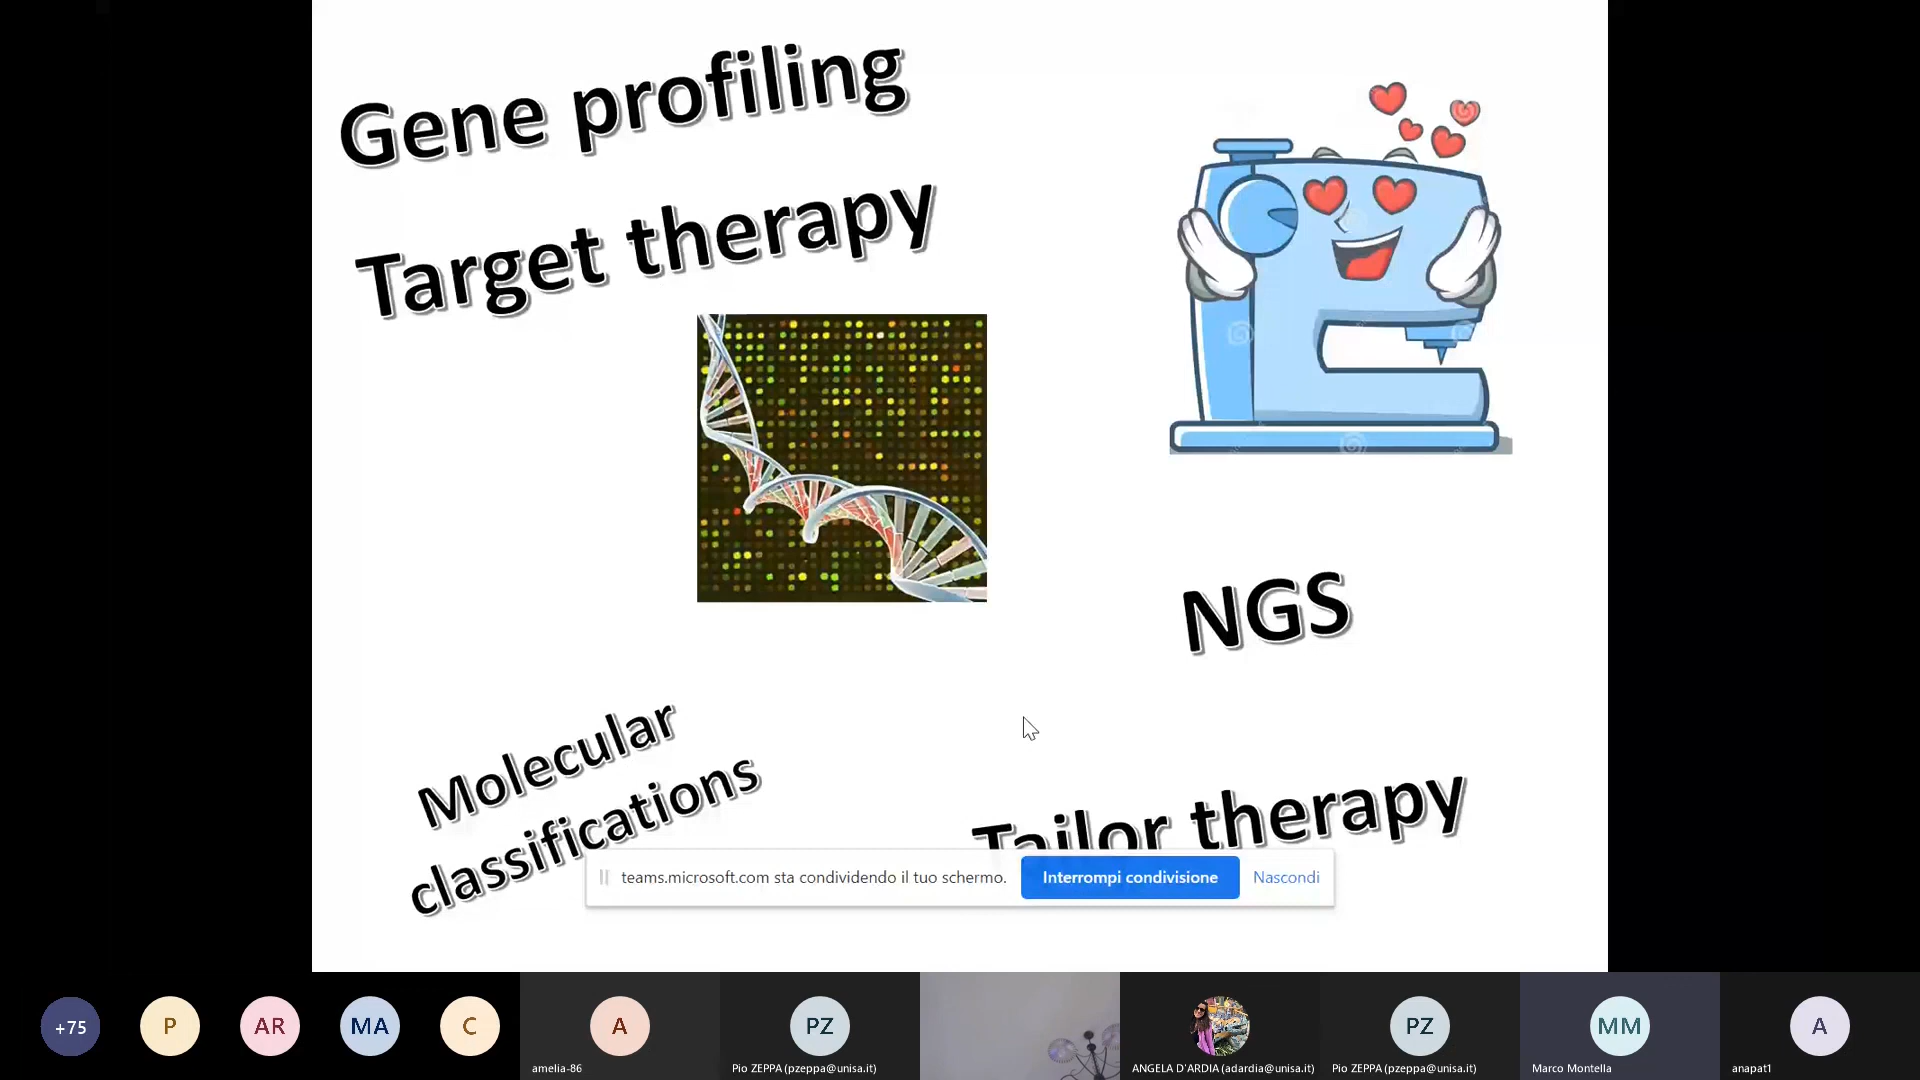 Gene profiling
Target therapy
NGS
Molecular
classifications
Tailor therapy
teams.microsoft.com sta condividendo il tuo schermo.
Interrompi condivisione
Nascondi
+75
P
AR
MA
C
A
amelia-86
PZ
Pio ZEPPA (pzeppa@unisa.it)
ANGELA D'ARDIA (adardia@unisa.it)
PZ
Pio ZEPPA (pzeppa@unisa.it)
MM
Marco Montella
A
anapat1